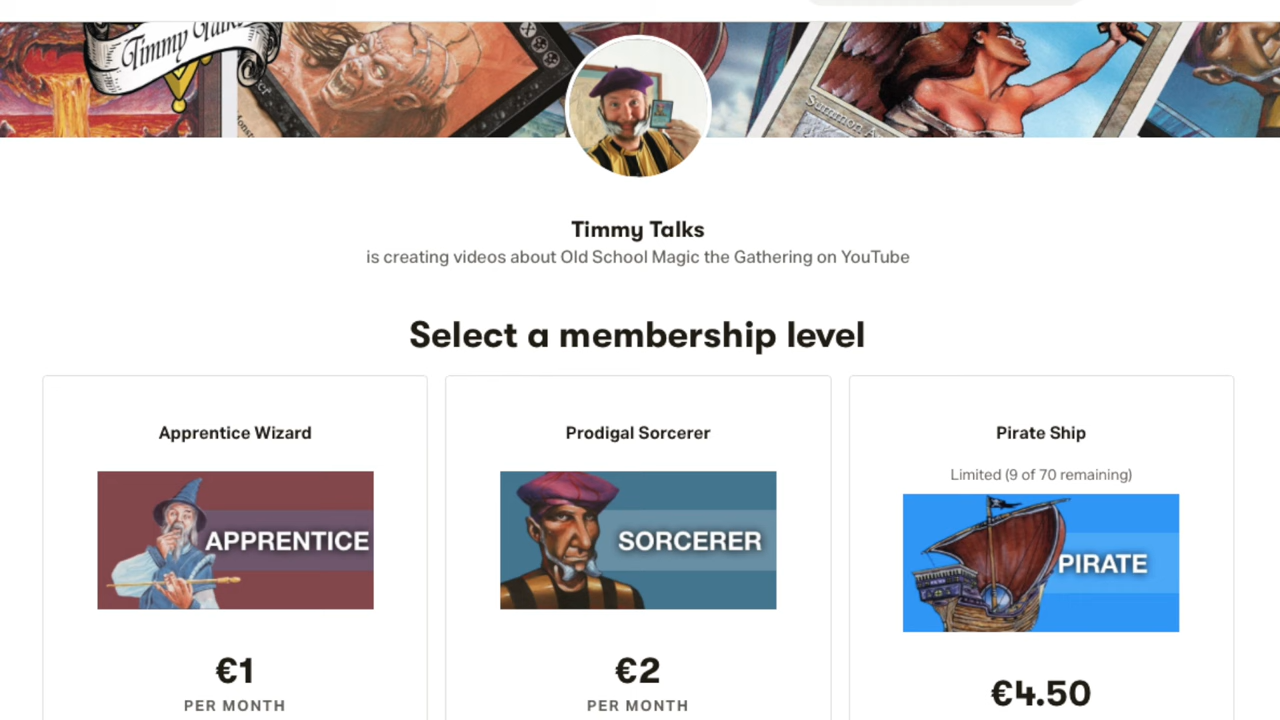 Timmy Talks
Summon A
Timmy Talks
is creating videos about Old School Magic the Gathering on YouTube
Select a membership level
Apprentice Wizard
Prodigal Sorcerer
Pirate Ship
Limited (9 of 70 remaining)
APPRENTICE
SORCERER
PIRATE
€1
€2
€4.50
PER MONTH
PER MONTH